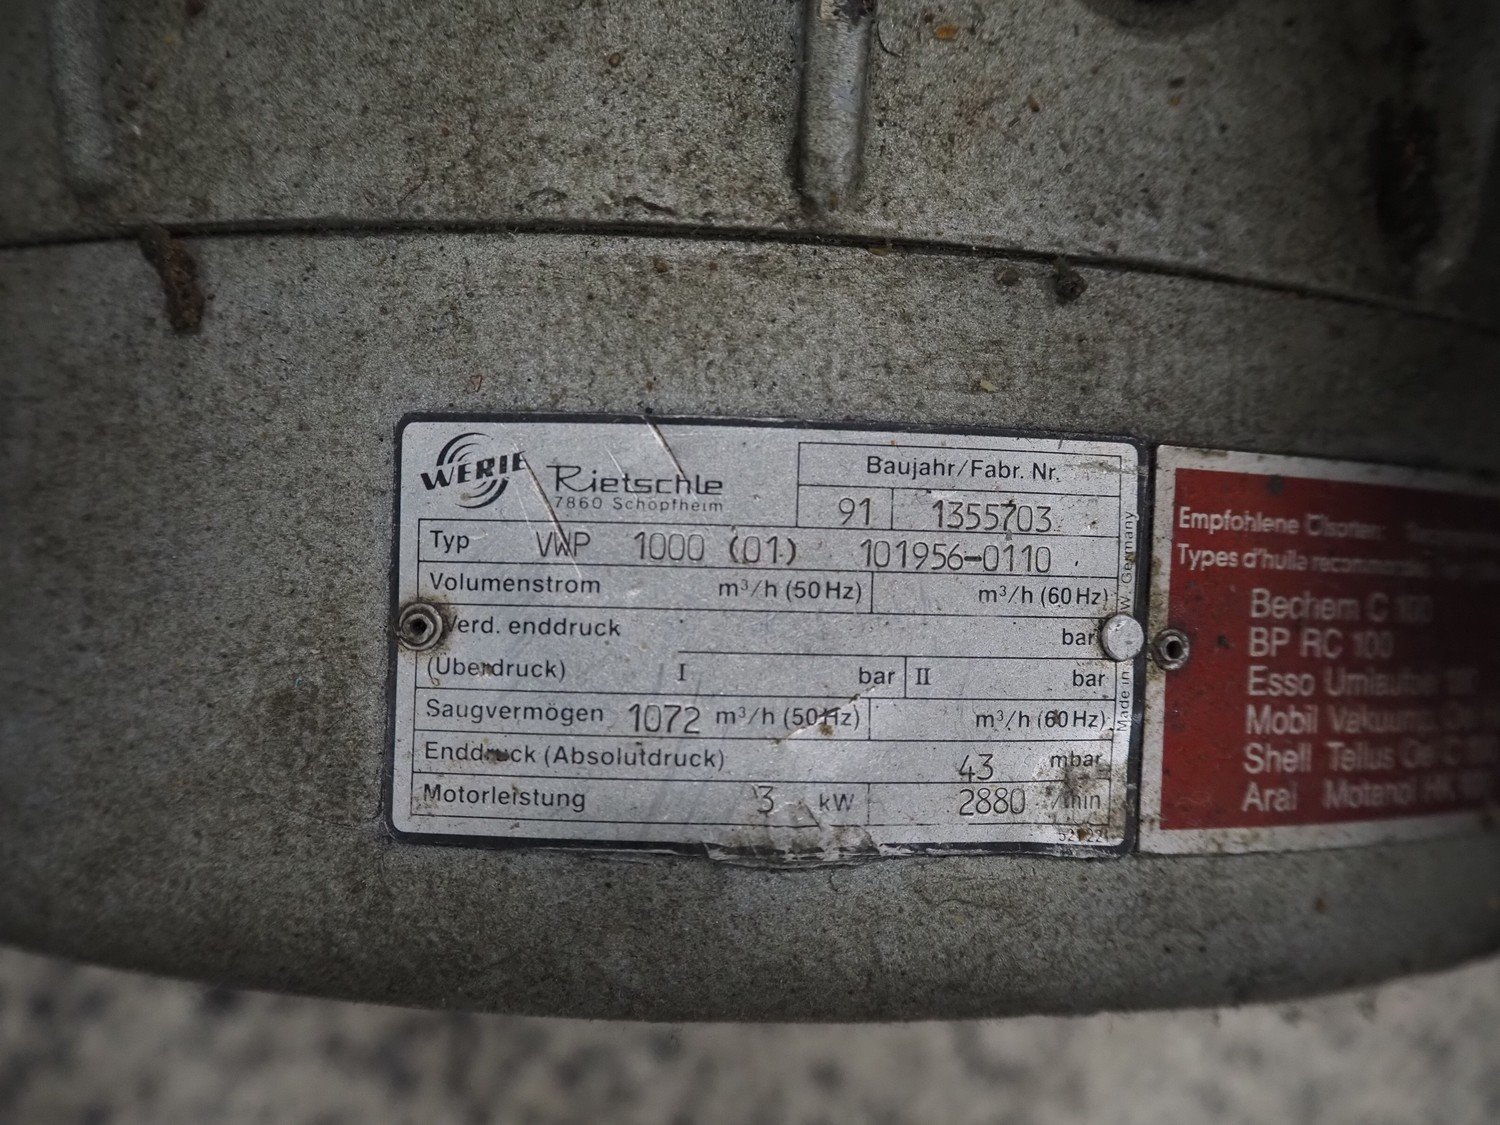 WERIE Rietschle
7860 Schopfheim
Baujahr/Fabr. Nr.
91 1355703
Typ VWP 1000 (01) 101956-0110
Volumenstrom m³/h (50 Hz) m³/h (60 Hz)
Verd. enddruck bar
(Überdruck) I bar II bar
Saugvermögen 1072 m³/h (50 Hz) m³/h (60 Hz)
Enddruck (Absolutdruck) 43 mbar
Motorleistung 3 kW 2880 /min
Made in W. Germany
Empfohlene Ölsorten:
Types d'huile
Bechem C 100
BP RC 100
Esso
Mobil
Shell Tellus
Aral Motanol HK